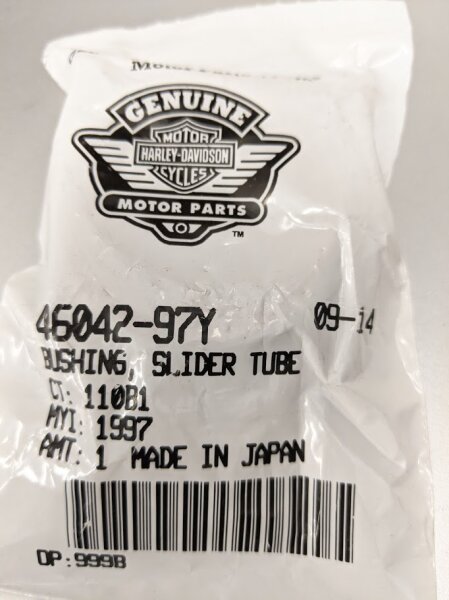 GENUINE
MOTOR
HARLEY-DAVIDSON
CYCLES
MOTOR PARTS
TM
46042-97Y 09-14
BUSHING, SLIDER TUBE
CT: 110B1
MYI: 1997
AMT: 1 MADE IN JAPAN
OP:999B